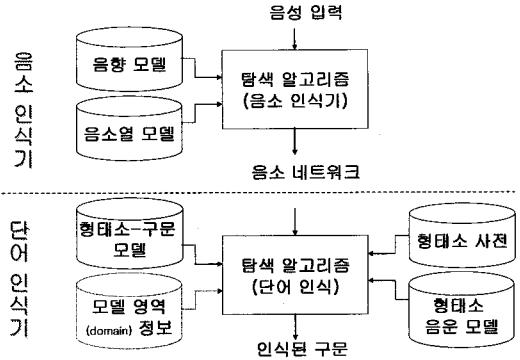 음성 입력
음소 인식기
음향 모델
음소열 모델
탐색 알고리즘
(음소 인식기)
음소 네트워크
단어 인식기
형태소-구문
모델
모델 영역
(domain) 정보
탐색 알고리즘
(단어 인식)
형태소 사전
형태소
음운 모델
인식된 구문